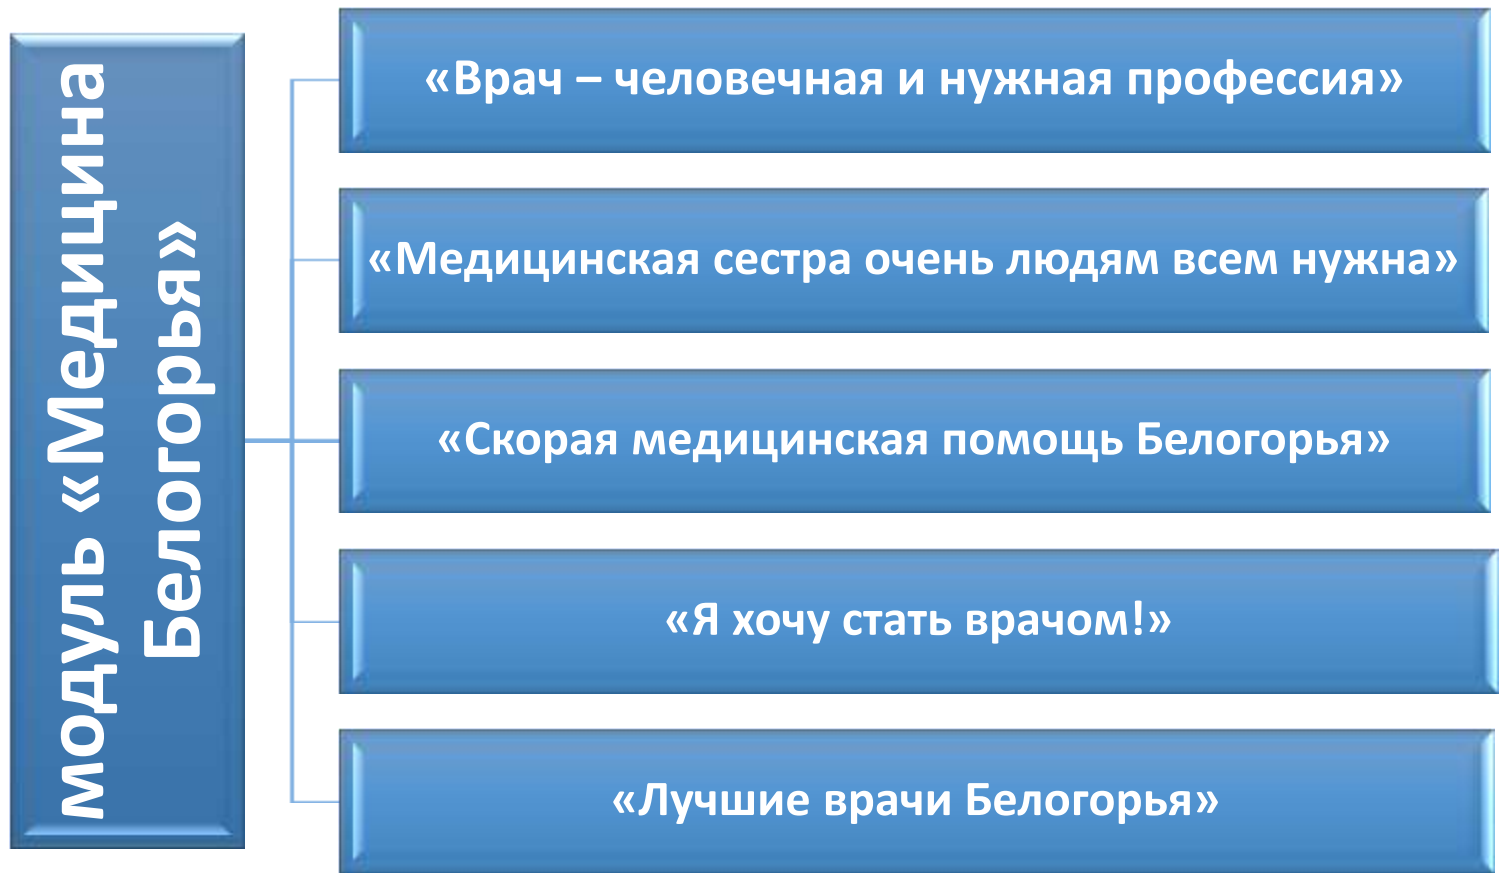 модуль «Медицина
Белогорья»
«Врач – человечная и нужная профессия»
«Медицинская сестра очень людям всем нужна»
«Скорая медицинская помощь Белогорья»
«Я хочу стать врачом!»
«Лучшие врачи Белогорья»